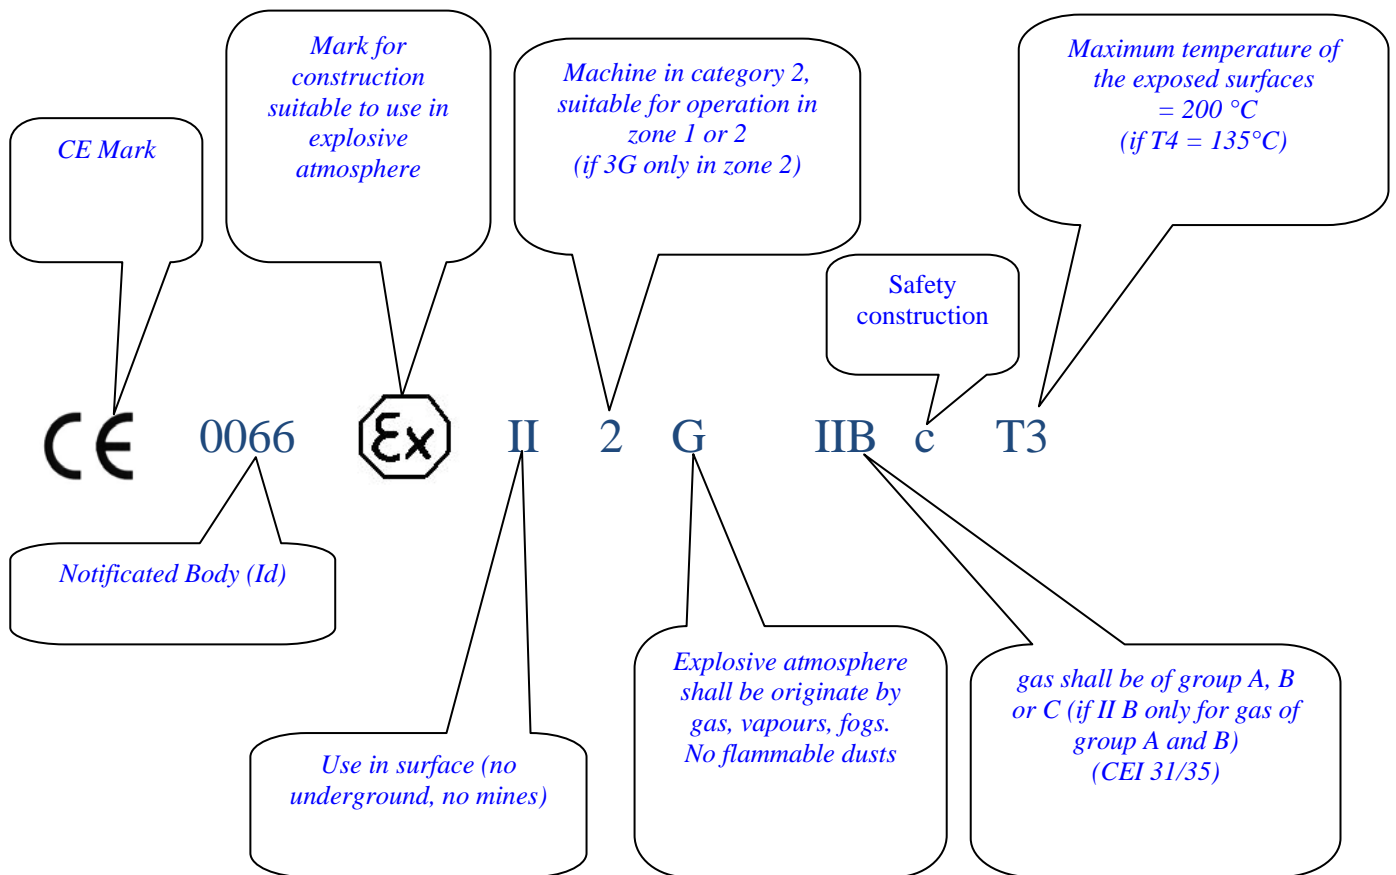 Mark for
construction
suitable to use in
explosive
atmosphere
Maximum temperature of
the exposed surfaces
= 200 °C
(if T4 = 135°C)
Machine in category 2,
suitable for operation in
zone 1 or 2
(if 3G only in zone 2)
CE Mark
Safety
construction
CE 0066 Ex II 2 G IIB c T3
Notificated Body (Id)
Explosive atmosphere
shall be originate by
gas, vapours, fogs.
No flammable dusts
gas shall be of group A, B
or C (if II B only for gas of
group A and B)
(CEI 31/35)
Use in surface (no
underground, no mines)